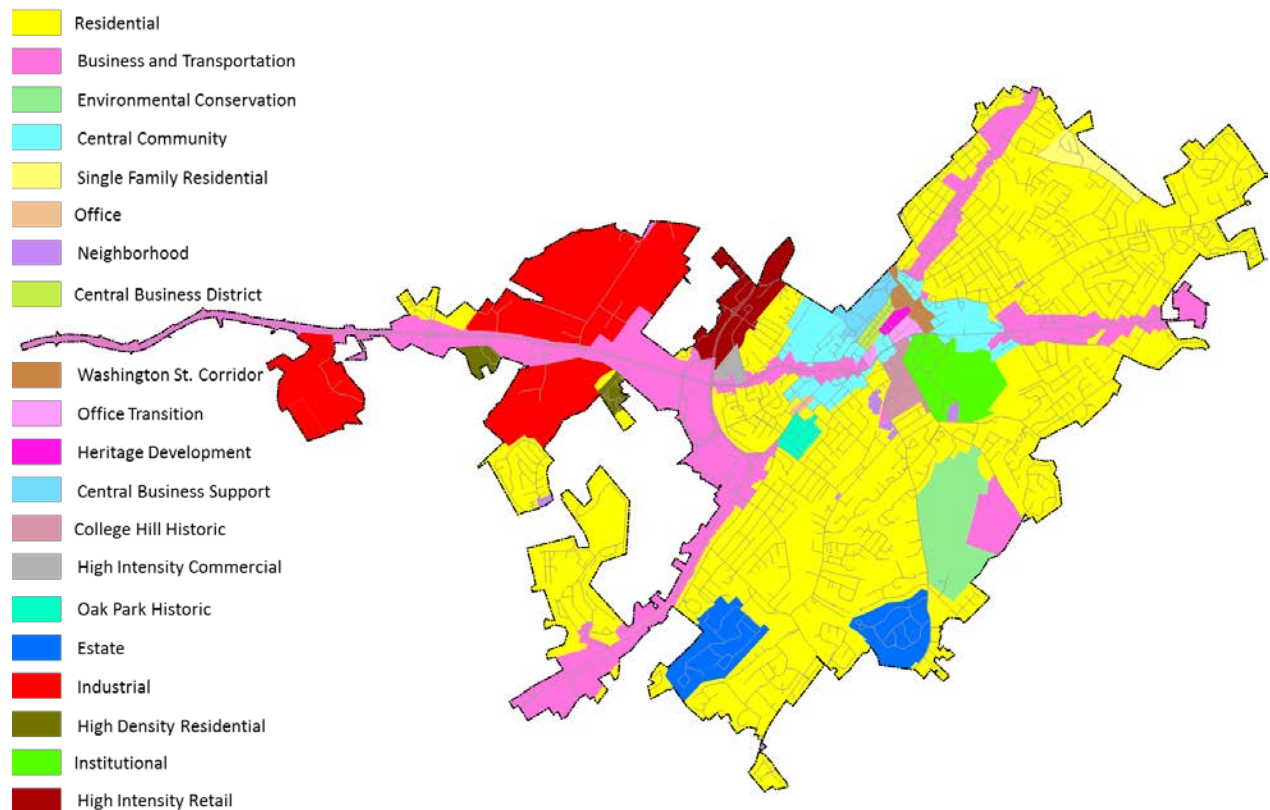 Residential
Business and Transportation
Environmental Conservation
Central Community
Single Family Residential
Office
Neighborhood
Central Business District
Washington St. Corridor
Office Transition
Heritage Development
Central Business Support
College Hill Historic
High Intensity Commercial
Oak Park Historic
Estate
Industrial
High Density Residential
Institutional
High Intensity Retail